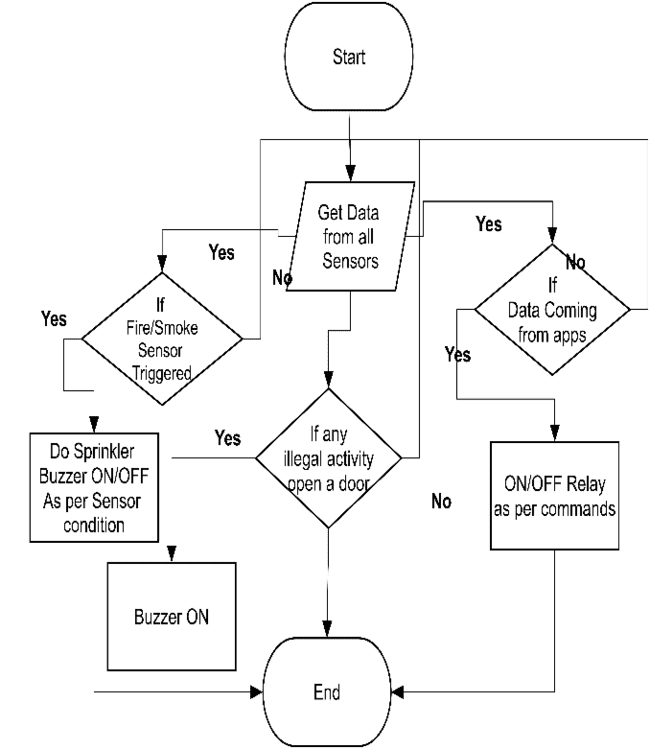 Start
Get Data
from all
Sensors
Yes
Yes
No
No
If
Fire/Smoke
Sensor
Triggered
Yes
If
Data Coming
from apps
Yes
If any
illegal activity
open a door
Yes
No
Do Sprinkler
Buzzer ON/OFF
As per Sensor
condition
ON/OFF Relay
as per commands
Buzzer ON
End